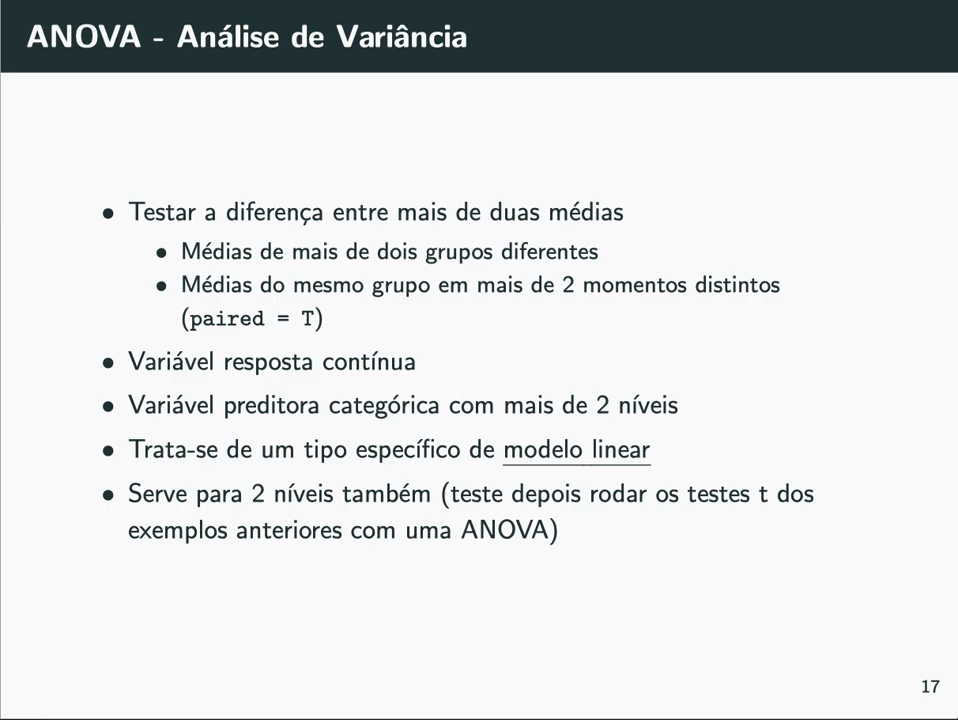 ANOVA - Análise de Variância
• Testar a diferença entre mais de duas médias
• Médias de mais de dois grupos diferentes
• Médias do mesmo grupo em mais de 2 momentos distintos
(paired = T)
• Variável resposta contínua
• Variável preditora categórica com mais de 2 níveis
• Trata-se de um tipo específico de modelo linear
• Serve para 2 níveis também (teste depois rodar os testes t dos
exemplos anteriores com uma ANOVA)
17